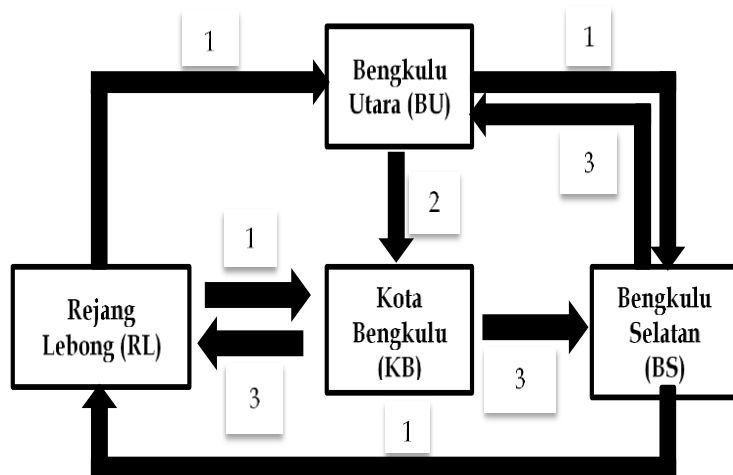 1
Bengkulu
Utara (BU)
1
3
2
1
Rejang
Lebong (RL)
Kota
Bengkulu
(KB)
Bengkulu
Selatan
(BS)
3
3
1